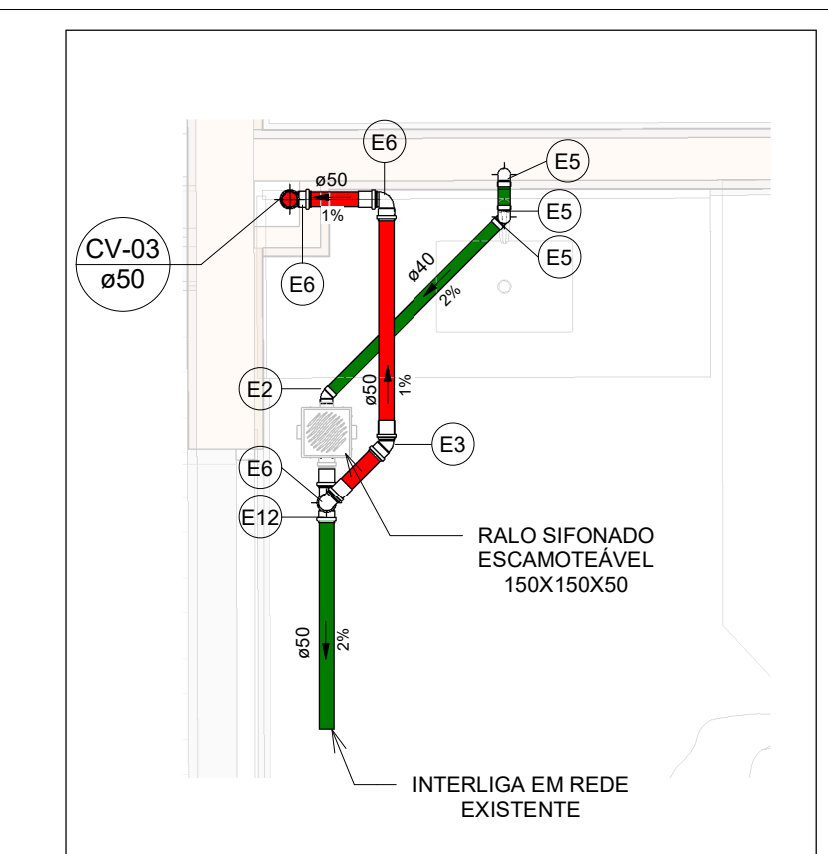 E6
E5
ø50
1%
E5
CV-03
ø50
E6
E5
ø40
2%
E2
ø50
1%
E3
E6
E12
RALO SIFONADO
ESCAMOTEÁVEL
150X150X50
ø50
2%
INTERLIGA EM REDE
EXISTENTE